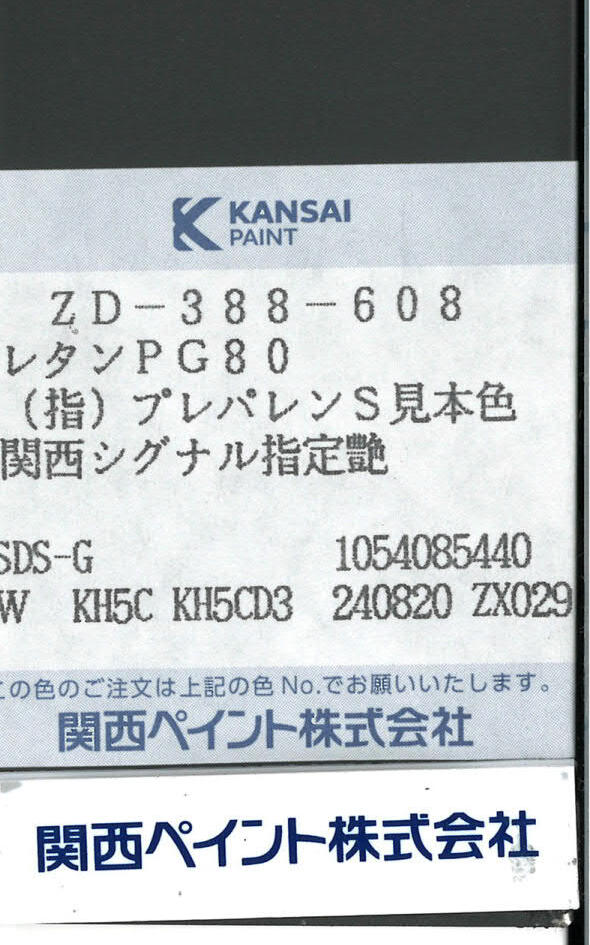 KANSAI
PAINT
ZD-388-608
レタンPG80
(指)プレパレンS見本色
関西シグナル指定艶
SDS-G 1054085440
W KH5C KH5CD3 240820 ZX029
この色のご注文は上記の色No.でお願いいたします。
関西ペイント株式会社
関西ペイント株式会社